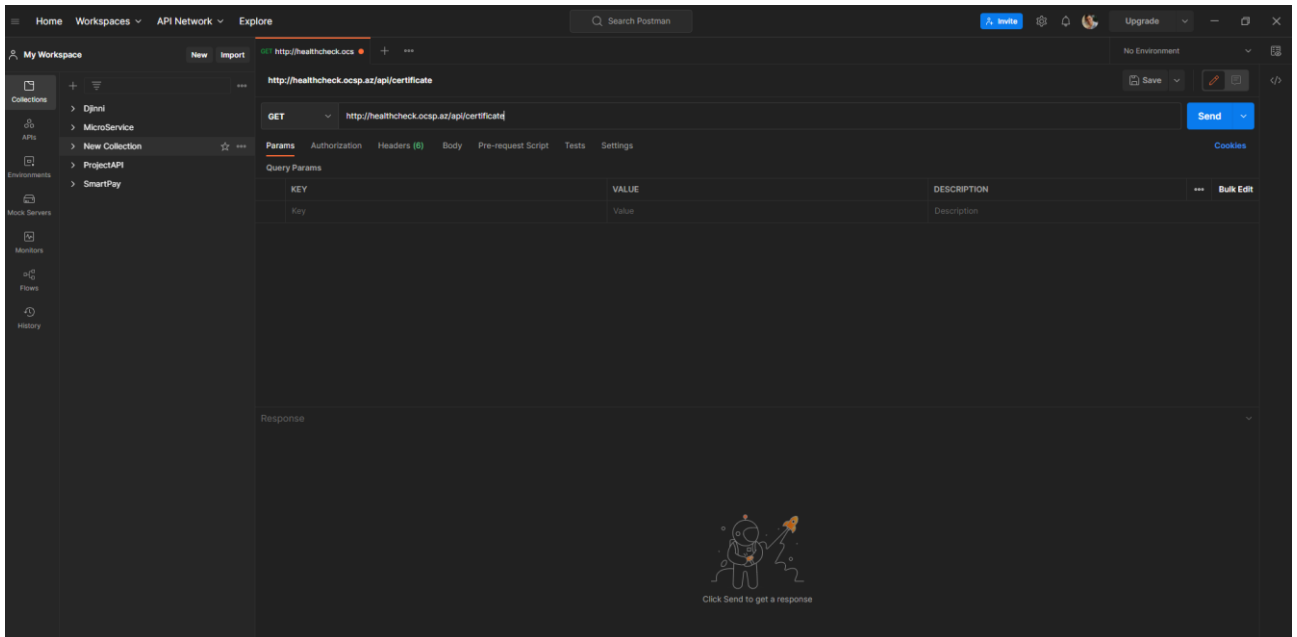 Home Workspaces API Network Explore Search Postman Invite Upgrade
My Workspace New Import GET http://healthcheck.ocs No Environment
http://healthcheck.ocsp.az/api/certificate Save
Collections
APIs
Environments
Mock Servers
Monitors
Flows
History
Djinni
MicroService
New Collection
ProjectAPI
SmartPay
GET http://healthcheck.ocsp.az/api/certificate Send
Params Authorization Headers (6) Body Pre-request Script Tests Settings Cookies
Query Params
KEY VALUE DESCRIPTION Bulk Edit
Key Value Description
Response
Click Send to get a response